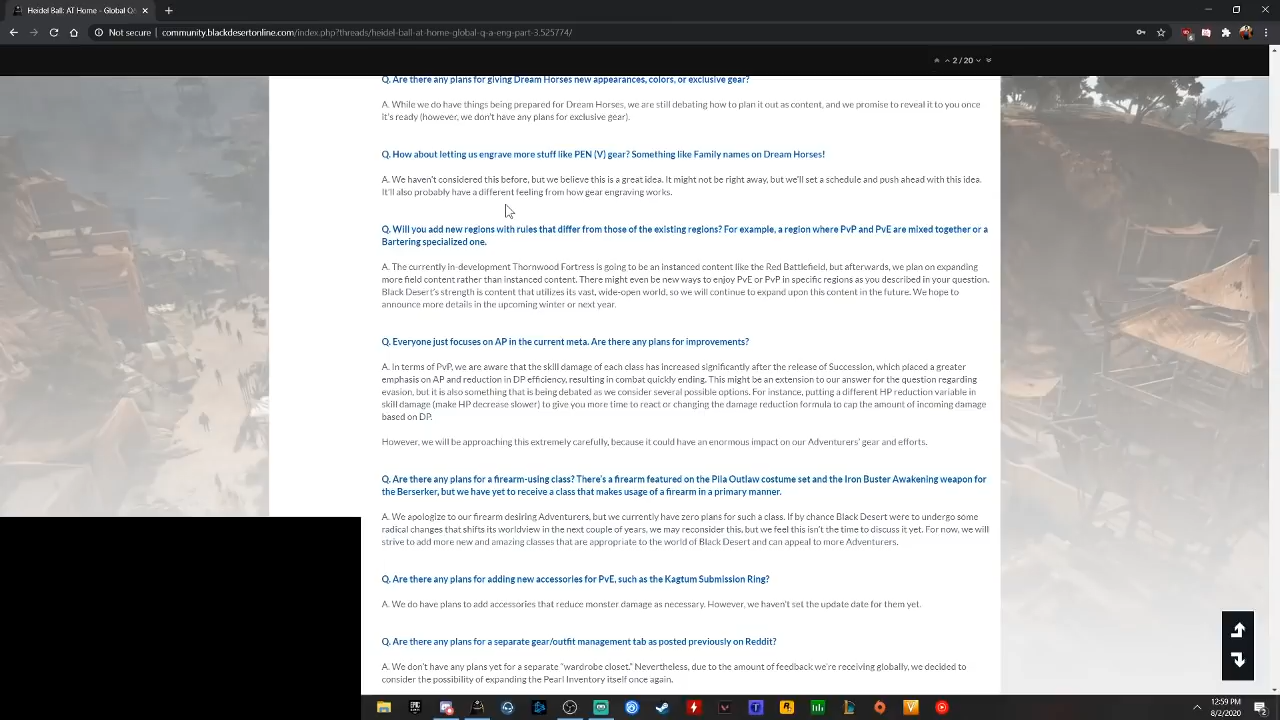 Heidel Ball: AT Home - Global Q&
Not secure
community.blackdesertonline.com/index.php?threads/heidel-ball-at-home-global-q-a-eng-part-3.525774/
2 / 20
Q. Are there any plans for giving Dream Horses new appearances, colors, or exclusive gear?
A. While we do have things being prepared for Dream Horses, we are still debating how to plan it out as content, and we promise to reveal it to you once
it's ready (however, we don't have any plans for exclusive gear).
Q. How about letting us engrave more stuff like PEN (V) gear? Something like Family names on Dream Horses!
A. We haven't considered this before, but we believe this is a great idea. It might not be right away, but we'll set a schedule and push ahead with this idea.
It'll also probably have a different feeling from how gear engraving works.
Q. Will you add new regions with rules that differ from those of the existing regions? For example, a region where PvP and PvE are mixed together or a
Bartering specialized one.
A. The currently in-development Thornwood Fortress is going to be an instanced content like the Red Battlefield, but afterwards, we plan on expanding
more field content rather than instanced content. There might even be new ways to enjoy PvE or PvP in specific regions as you described in your question.
Black Desert's strength is content that utilizes its vast, wide-open world, so we will continue to expand upon this content in the future. We hope to
announce more details in the upcoming winter or next year.
Q. Everyone just focuses on AP in the current meta. Are there any plans for improvements?
A. In terms of PvP, we are aware that the skill damage of each class has increased significantly after the release of Succession, which placed a greater
emphasis on AP and reduction in DP efficiency, resulting in combat quickly ending. This might be an extension to our answer for the question regarding
evasion, but it is also something that is being debated as we consider several possible options. For instance, putting a different HP reduction variable in
skill damage (make HP decrease slower) to give you more time to react or changing the damage reduction formula to cap the amount of incoming damage
based on DP.
However, we will be approaching this extremely carefully, because it could have an enormous impact on our Adventurers' gear and efforts.
Q. Are there any plans for a firearm-using class? There's a firearm featured on the Pila Outlaw costume set and the Iron Buster Awakening weapon for
the Berserker, but we have yet to receive a class that makes usage of a firearm in a primary manner.
A. We apologize to our firearm desiring Adventurers, but we currently have zero plans for such a class. If by chance Black Desert were to undergo some
radical changes that shifts its worldview in the next couple of years, we may reconsider this, but we feel this isn't the time to discuss it yet. For now, we will
strive to add more new and amazing classes that are appropriate to the world of Black Desert and can appeal to more Adventurers.
Q. Are there any plans for adding new accessories for PvE, such as the Kagtum Submission Ring?
A. We do have plans to add accessories that reduce monster damage as necessary. However, we haven't set the update date for them yet.
Q. Are there any plans for a separate gear/outfit management tab as posted previously on Reddit?
A. We don't have any plans yet for a separate "wardrobe closet." Nevertheless, due to the amount of feedback we're receiving globally, we decided to
consider the possibility of expanding the Pearl Inventory itself once again.
12:59 PM
8/2/2020